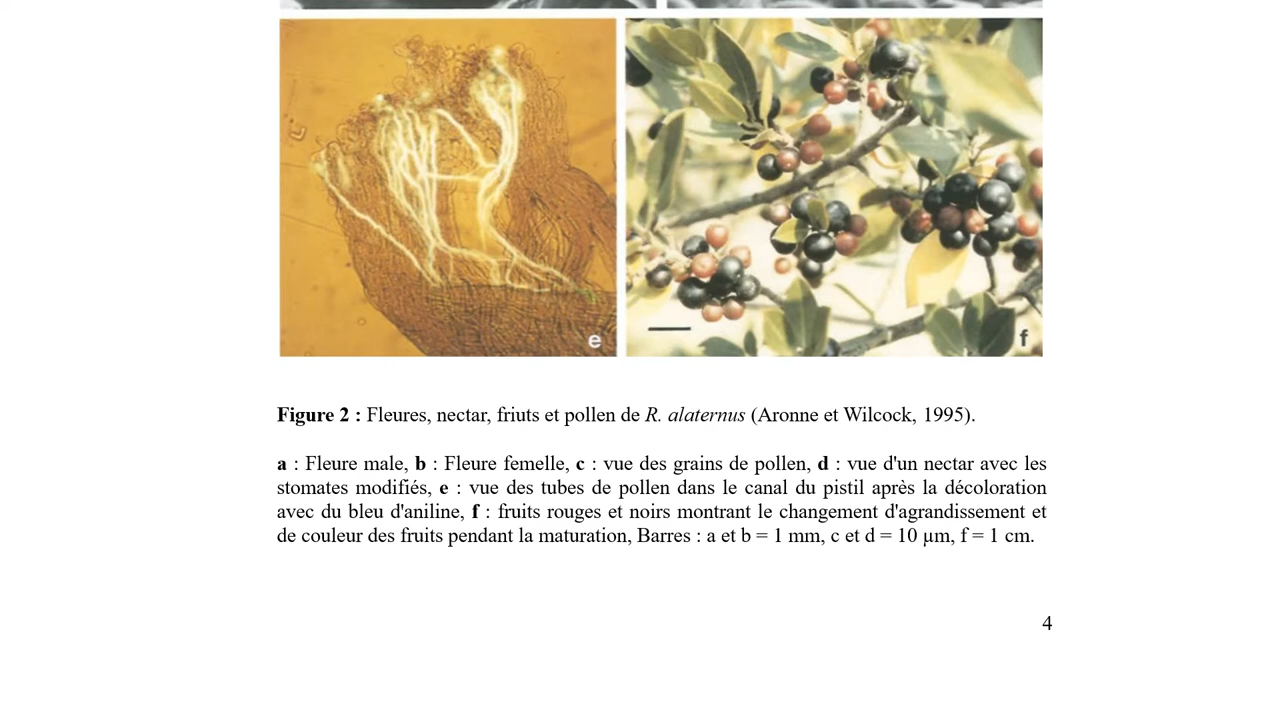 e
f
Figure 2 : Fleures, nectar, friuts et pollen de R. alaternus (Aronne et Wilcock, 1995).
a : Fleure male, b : Fleure femelle, c : vue des grains de pollen, d : vue d'un nectar avec les
stomates modifiés, e : vue des tubes de pollen dans le canal du pistil après la décoloration
avec du bleu d'aniline, f : fruits rouges et noirs montrant le changement d'agrandissement et
de couleur des fruits pendant la maturation, Barres : a et b = 1 mm, c et d = 10 µm, f = 1 cm.
4